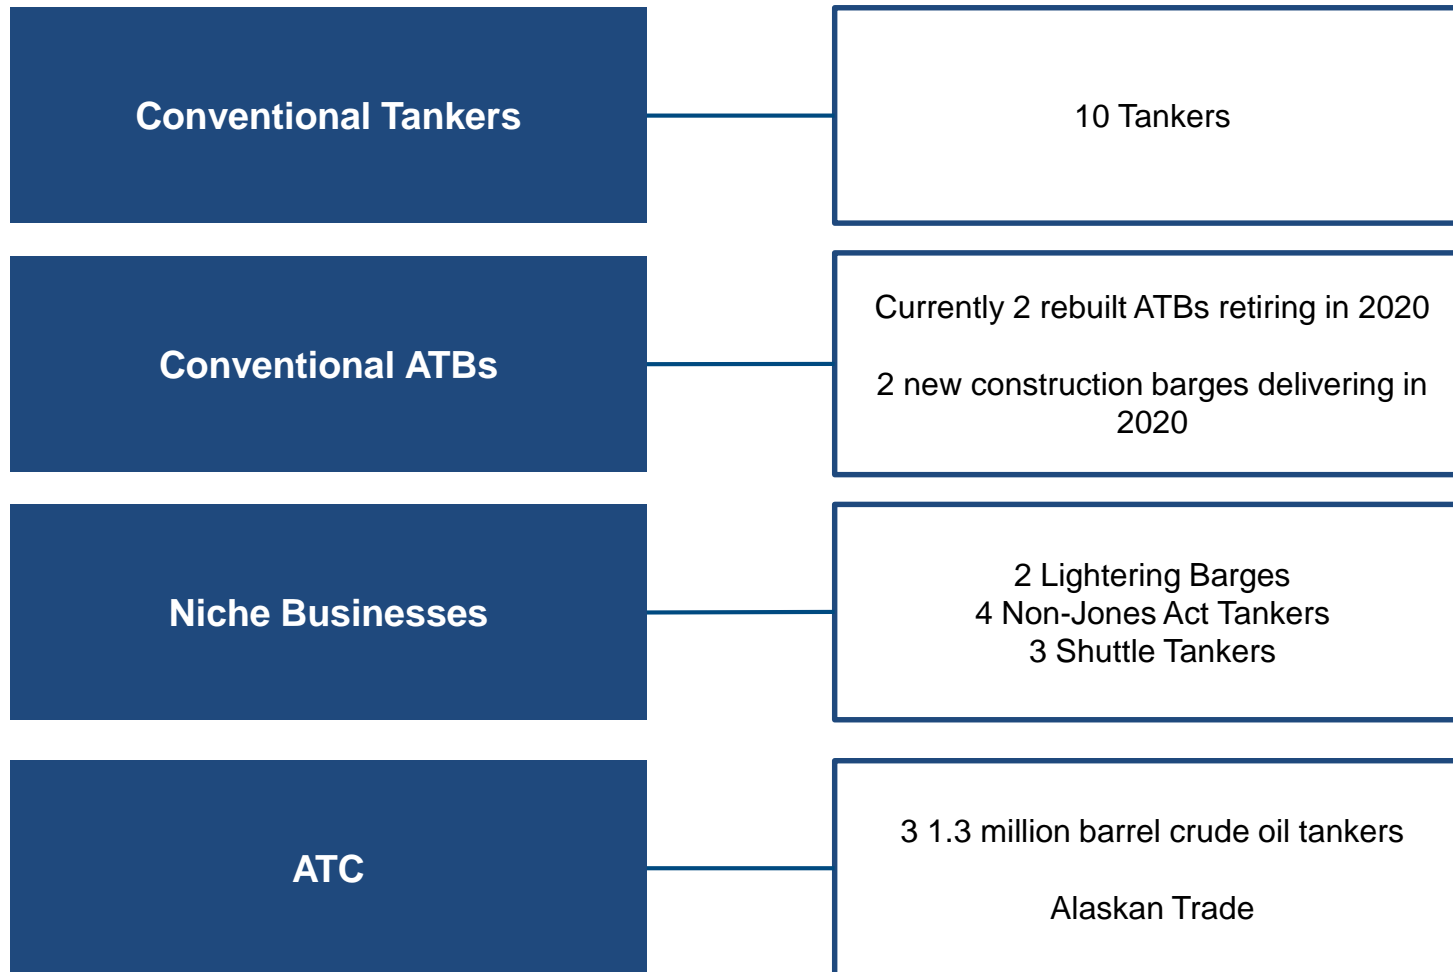 Conventional Tankers
10 Tankers
Conventional ATBs
Currently 2 rebuilt ATBs retiring in 2020
2 new construction barges delivering in
2020
Niche Businesses
2 Lightering Barges
4 Non-Jones Act Tankers
3 Shuttle Tankers
ATC
3 1.3 million barrel crude oil tankers
Alaskan Trade